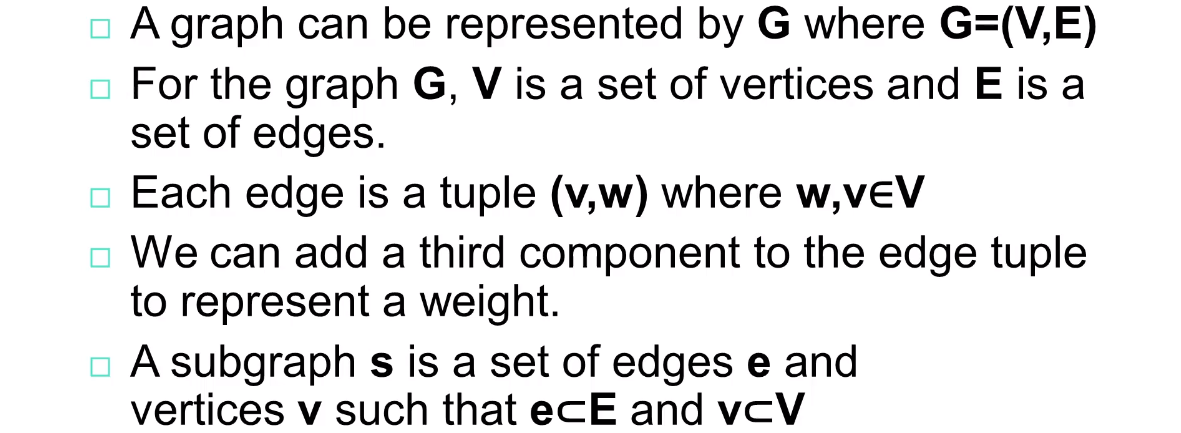 A graph can be represented by G where G=(V,E)
For the graph G, V is a set of vertices and E is a
set of edges.
Each edge is a tuple (v,w) where w,v∈V
We can add a third component to the edge tuple
to represent a weight.
A subgraph s is a set of edges e and
vertices v such that e⊂E and v⊂V